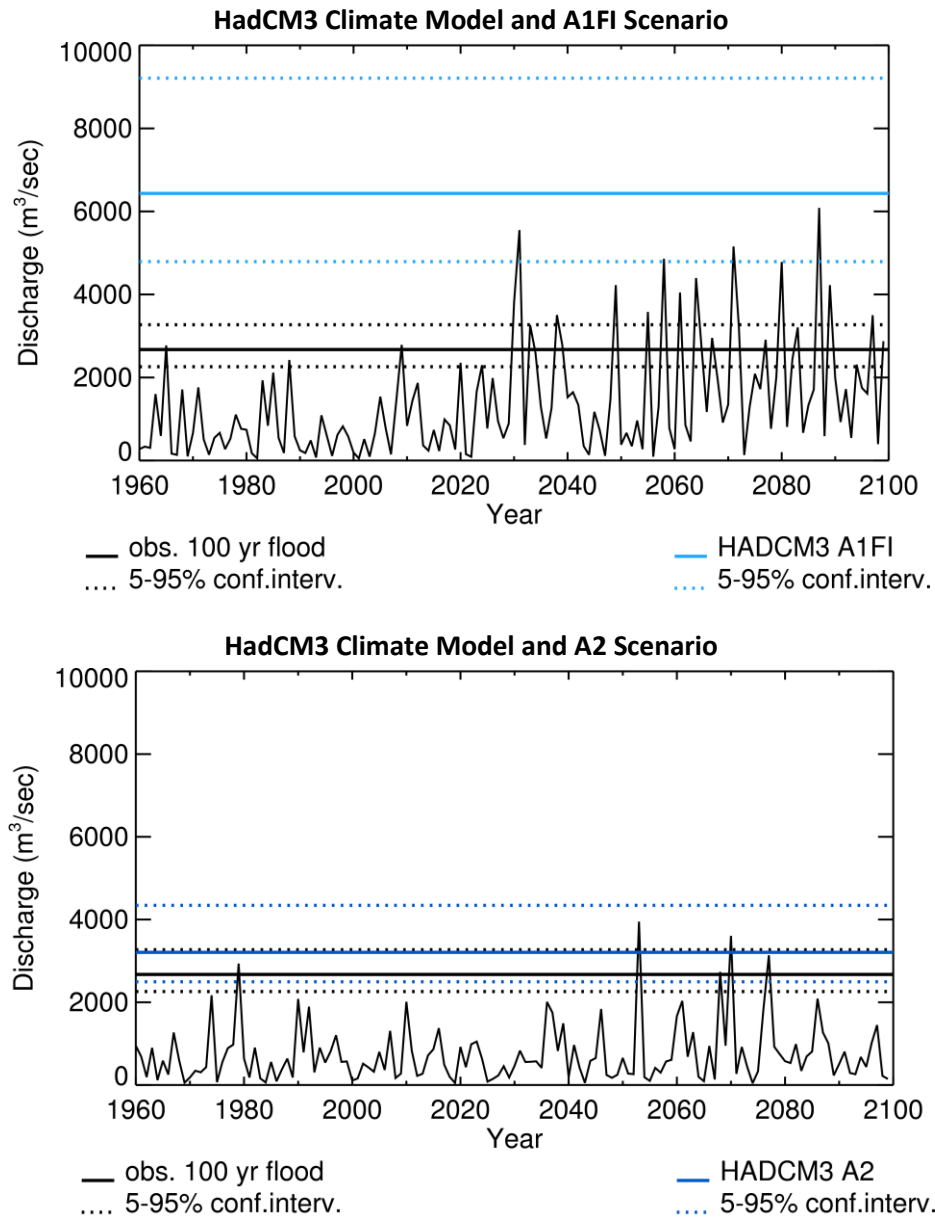 HadCM3 Climate Model and A1FI Scenario
10000
8000
6000
4000
2000
0
Discharge (m³/sec)
1960 1980 2000 2020 2040 2060 2080 2100
Year
obs. 100 yr flood
5-95% conf.interv.
HADCM3 A1FI
5-95% conf.interv.
HadCM3 Climate Model and A2 Scenario
10000
8000
6000
4000
2000
0
Discharge (m³/sec)
1960 1980 2000 2020 2040 2060 2080 2100
Year
obs. 100 yr flood
5-95% conf.interv.
HADCM3 A2
5-95% conf.interv.